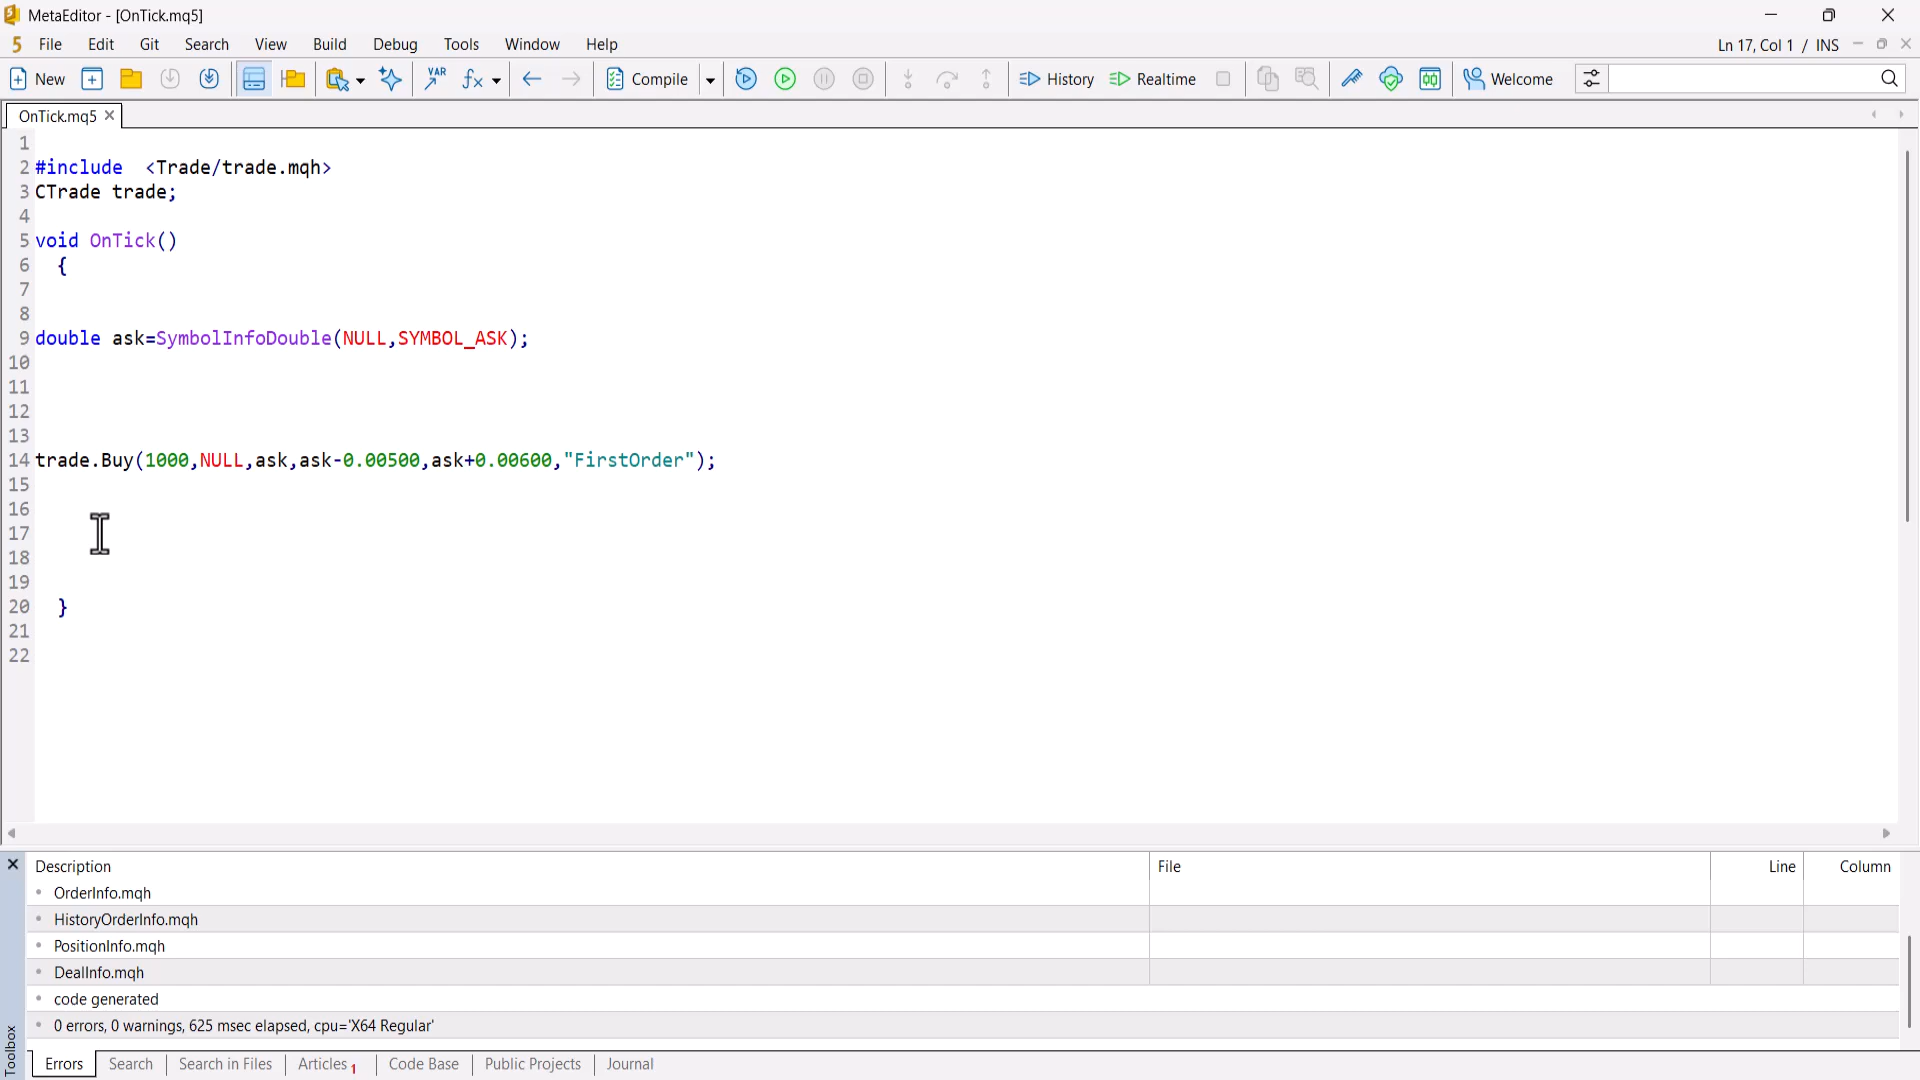 MetaEditor - [OnTick.mq5]
File Edit Git Search View Build Debug Tools Window Help Ln 17, Col 1 / INS
New VAR fx Compile History Realtime Welcome
OnTick.mq5
1
2 #include  <Trade/trade.mqh>
3 CTrade trade;
4
5 void OnTick()
6   {
7
8
9 double ask=SymbolInfoDouble(NULL,SYMBOL_ASK);
10
11
12
13
14 trade.Buy(1000,NULL,ask,ask-0.00500,ask+0.00600,"FirstOrder");
15
16
17
18
19
20   }
21
22
Description File Line Column
OrderInfo.mqh
HistoryOrderInfo.mqh
PositionInfo.mqh
DealInfo.mqh
code generated
0 errors, 0 warnings, 625 msec elapsed, cpu='X64 Regular'
Toolbox
Errors Search Search in Files Articles 1 Code Base Public Projects Journal